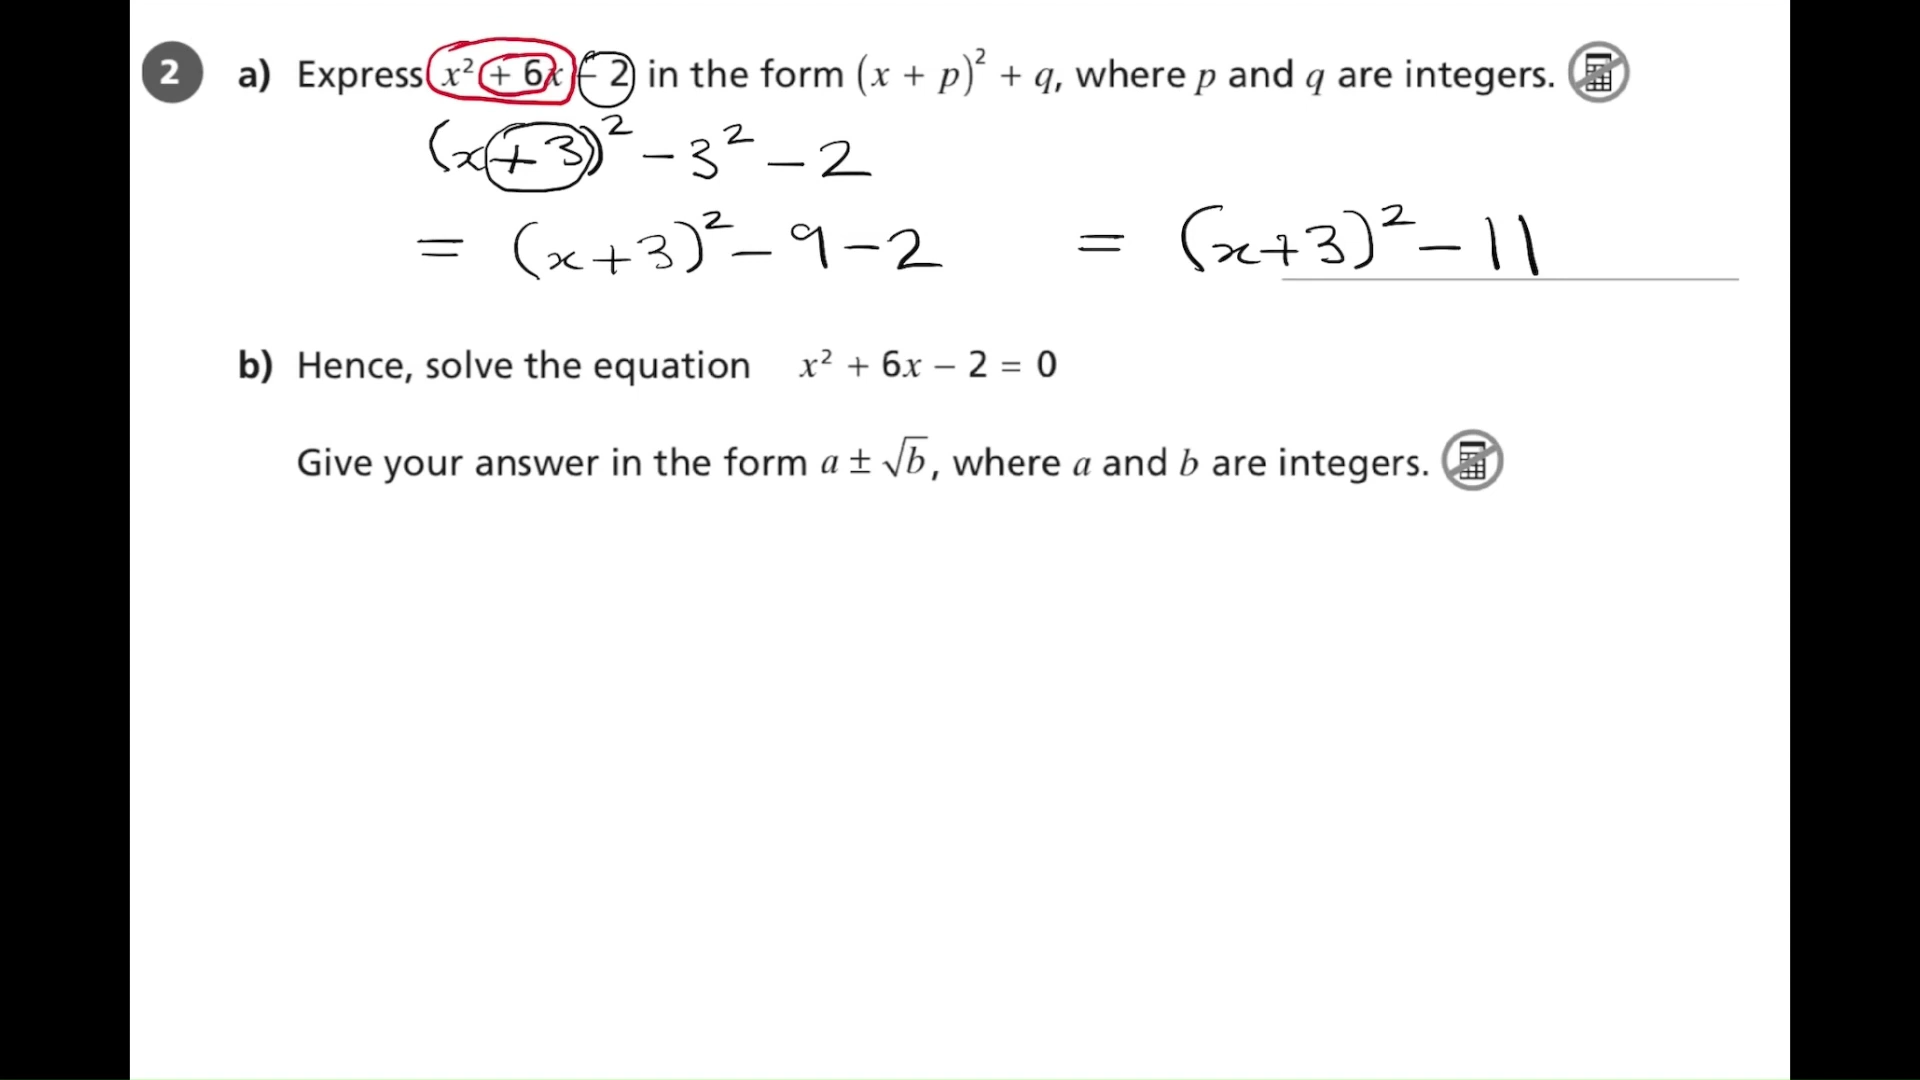 2 a) Express x² + 6x − 2 in the form (x + p)² + q, where p and q are integers.
(x+3)² − 3² − 2
= (x+3)² − 9 − 2 = (x+3)² − 11
b) Hence, solve the equation x² + 6x − 2 = 0
Give your answer in the form a ± √b, where a and b are integers.